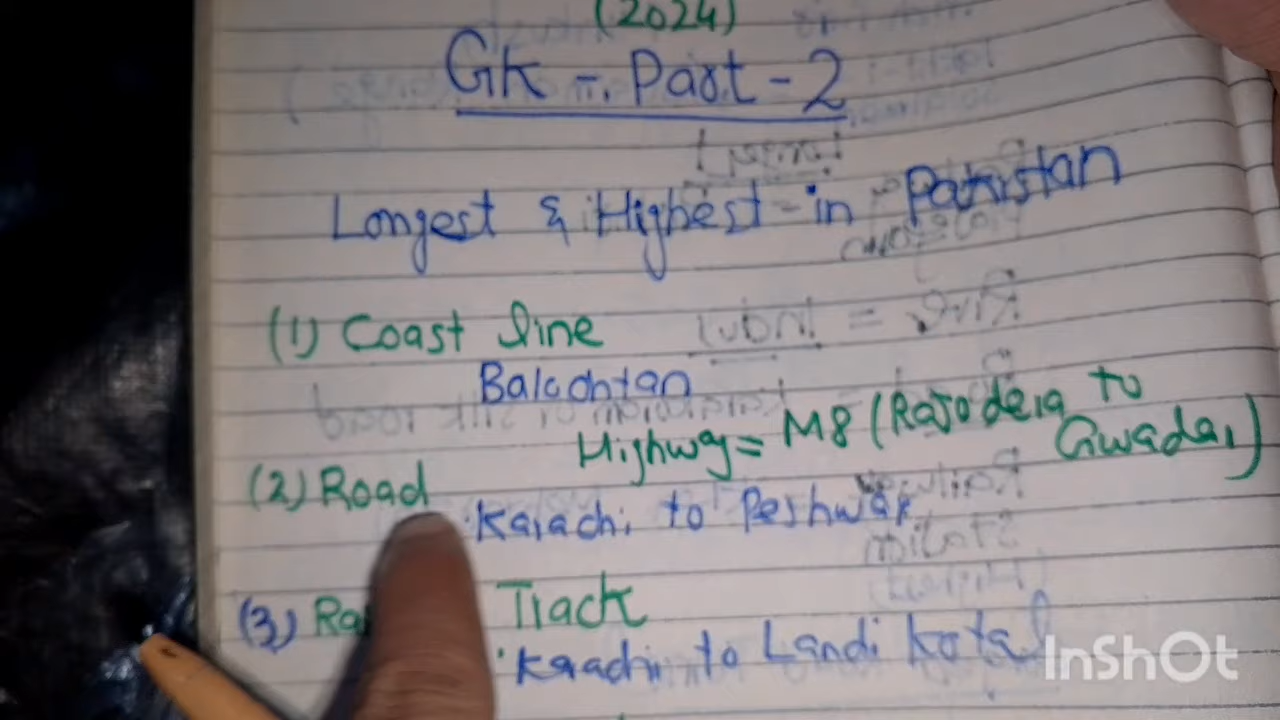 (2024)
GK - Part - 2
Longest & Highest in Pakistan
(1) Coast line
Balcohtan
Highway = M8 (Ratodera to Gwadar)
(2) Road
Karachi to Peshwar
(3) Ra Track
Karachi to Landi Kotal
InShOt